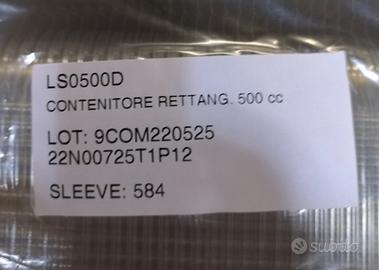 LS0500D
CONTENITORE RETTANG. 500 cc
LOT: 9COM220525
22N00725T1P12
SLEEVE: 584
subito